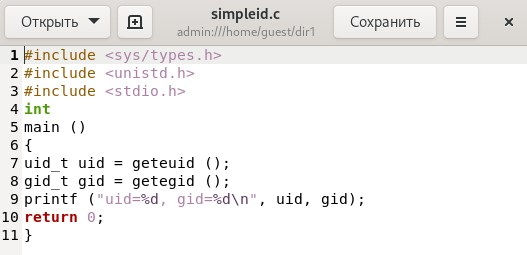 Открыть
simpleid.c
admin:///home/guest/dir1
Сохранить
1 #include <sys/types.h>
2 #include <unistd.h>
3 #include <stdio.h>
4 int
5 main ()
6 {
7 uid_t uid = geteuid ();
8 gid_t gid = getegid ();
9 printf ("uid=%d, gid=%d\n", uid, gid);
10 return 0;
11 }